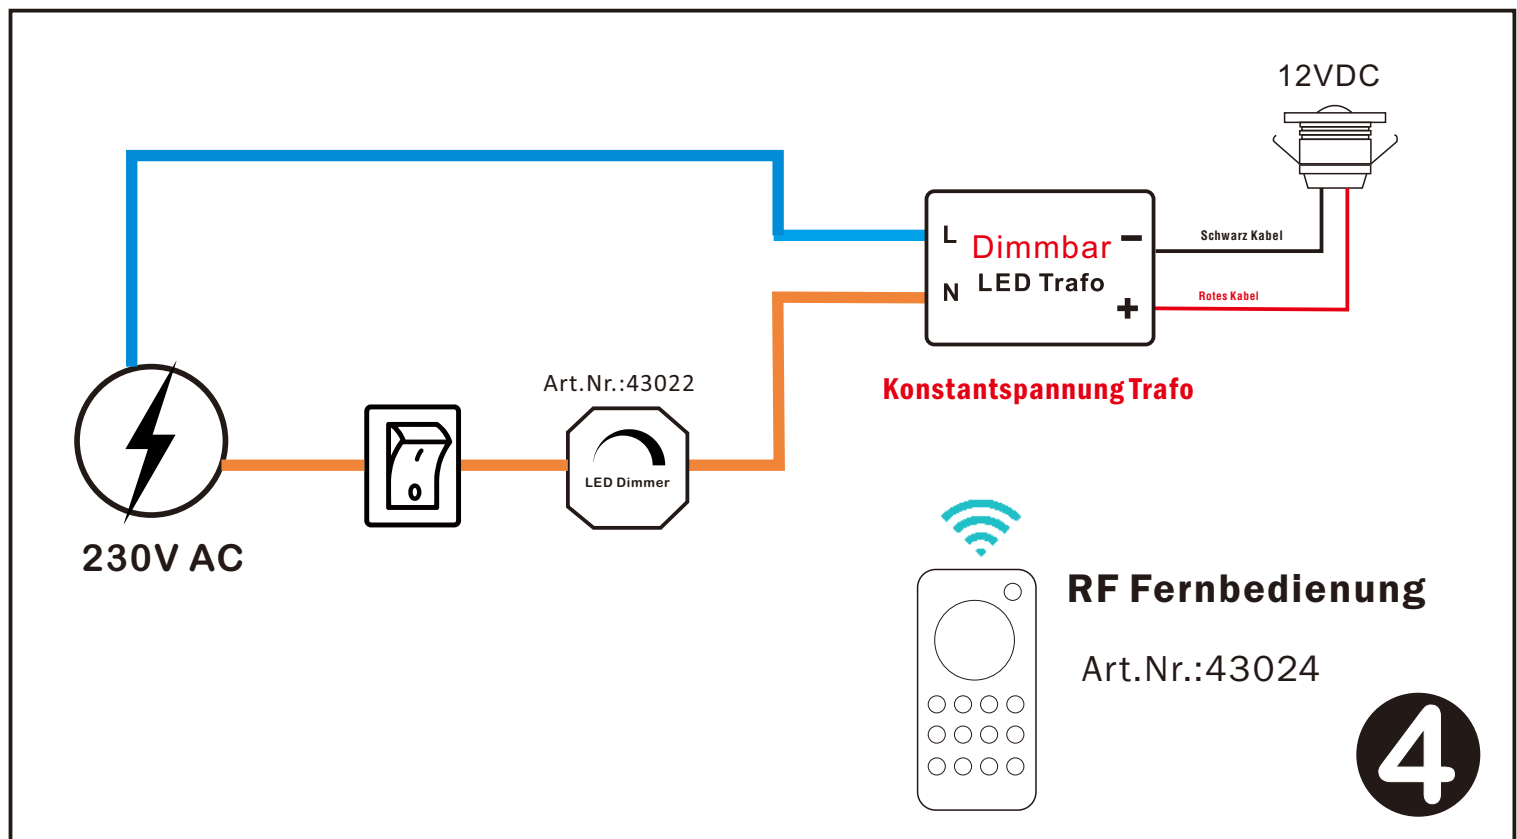 12VDC
L
Dimmbar
−
Schwarz Kabel
LED Trafo
N
+
Rotes Kabel
Art.Nr.:43022
Konstantspannung Trafo
LED Dimmer
230V AC
RF Fernbedienung
Art.Nr.:43024
4